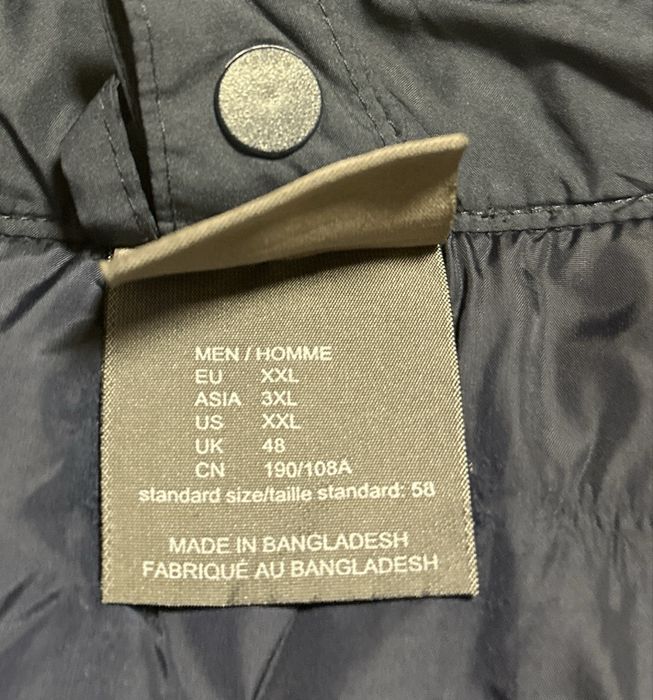 MEN / HOMME
EU XXL
ASIA 3XL
US XXL
UK 48
CN 190/108A
standard size/taille standard: 58
MADE IN BANGLADESH
FABRIQUÉ AU BANGLADESH